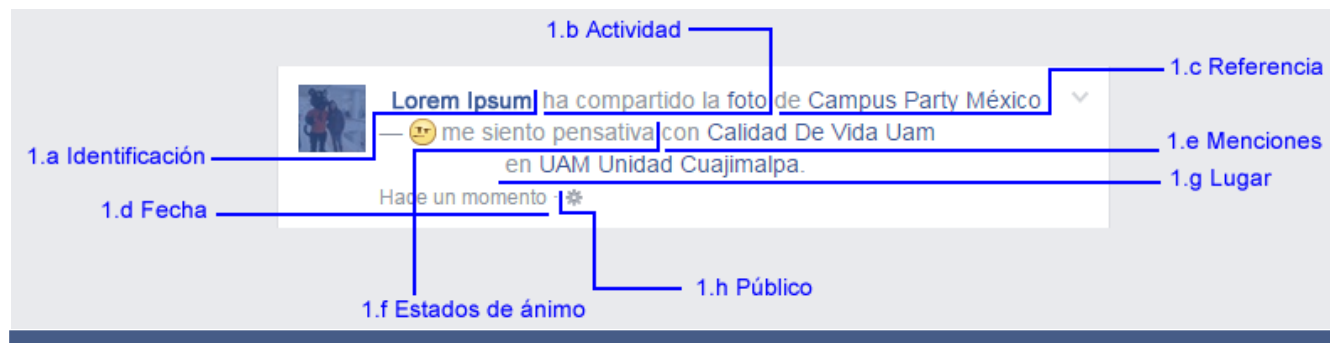 1.b Actividad
1.c Referencia
Lorem Ipsum ha compartido la foto de Campus Party México
— me siento pensativa con Calidad De Vida Uam
1.a Identificación
1.e Menciones
en UAM Unidad Cuajimalpa.
1.g Lugar
Hace un momento ·
1.d Fecha
1.h Público
1.f Estados de ánimo